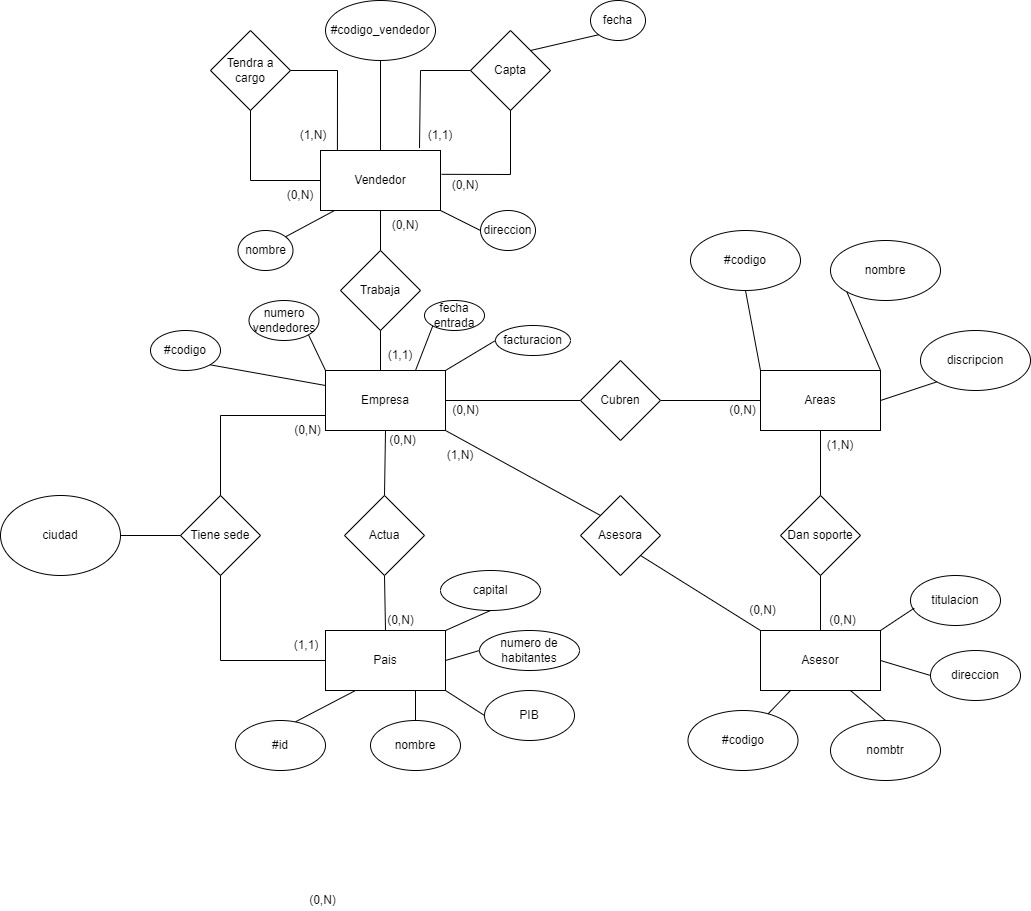 #codigo_vendedor
fecha
Tendra a
cargo
Capta
(1,N)
(1,1)
Vendedor
(0,N)
(0,N)
(0,N)
nombre
direccion
#codigo
nombre
Trabaja
numero
vendedores
fecha
entrada
facturacion
#codigo
(1,1)
discripcion
Empresa
(0,N)
Cubren
(0,N)
Areas
(0,N)
(0,N)
(1,N)
(1,N)
ciudad
Tiene sede
Actua
Asesora
Dan soporte
capital
titulacion
(0,N)
(0,N)
(0,N)
(1,1)
Pais
numero de
habitantes
Asesor
direccion
#id
nombre
PIB
#codigo
nombtr
(0,N)